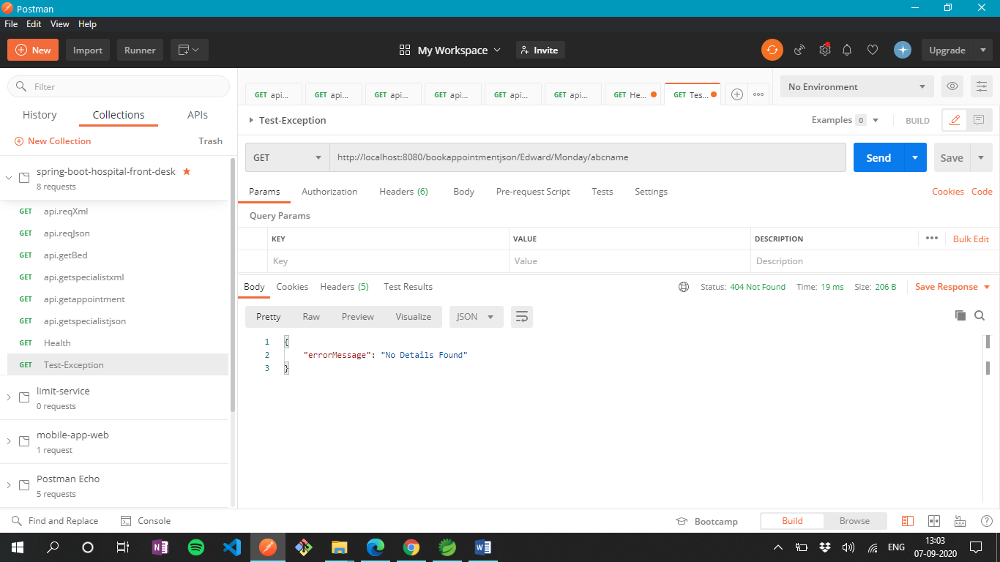 Postman
File Edit View Help
New Import Runner My Workspace Invite Upgrade
Filter
History Collections APIs
New Collection Trash
spring-boot-hospital-front-desk
8 requests
GET api.reqXml
GET api.reqJson
GET api.getBed
GET api.getspecialistxml
GET api.getappointment
GET api.getspecialistjson
GET Health
GET Test-Exception
limit-service
0 requests
mobile-app-web
1 request
Postman Echo
5 requests
GET api... GET api... GET api... GET api... GET api... GET api... GET He... GET Tes... No Environment
Test-Exception Examples 0 BUILD
GET http://localhost:8080/bookappointmentjson/Edward/Monday/abcname Send Save
Params Authorization Headers (6) Body Pre-request Script Tests Settings Cookies Code
Query Params
KEY VALUE DESCRIPTION Bulk Edit
Key Value Description
Body Cookies Headers (5) Test Results Status: 404 Not Found Time: 19 ms Size: 206 B Save Response
Pretty Raw Preview Visualize JSON
1 {
2 "errorMessage": "No Details Found"
3 }
Find and Replace Console Bootcamp Build Browse
ENG 13:03
07-09-2020